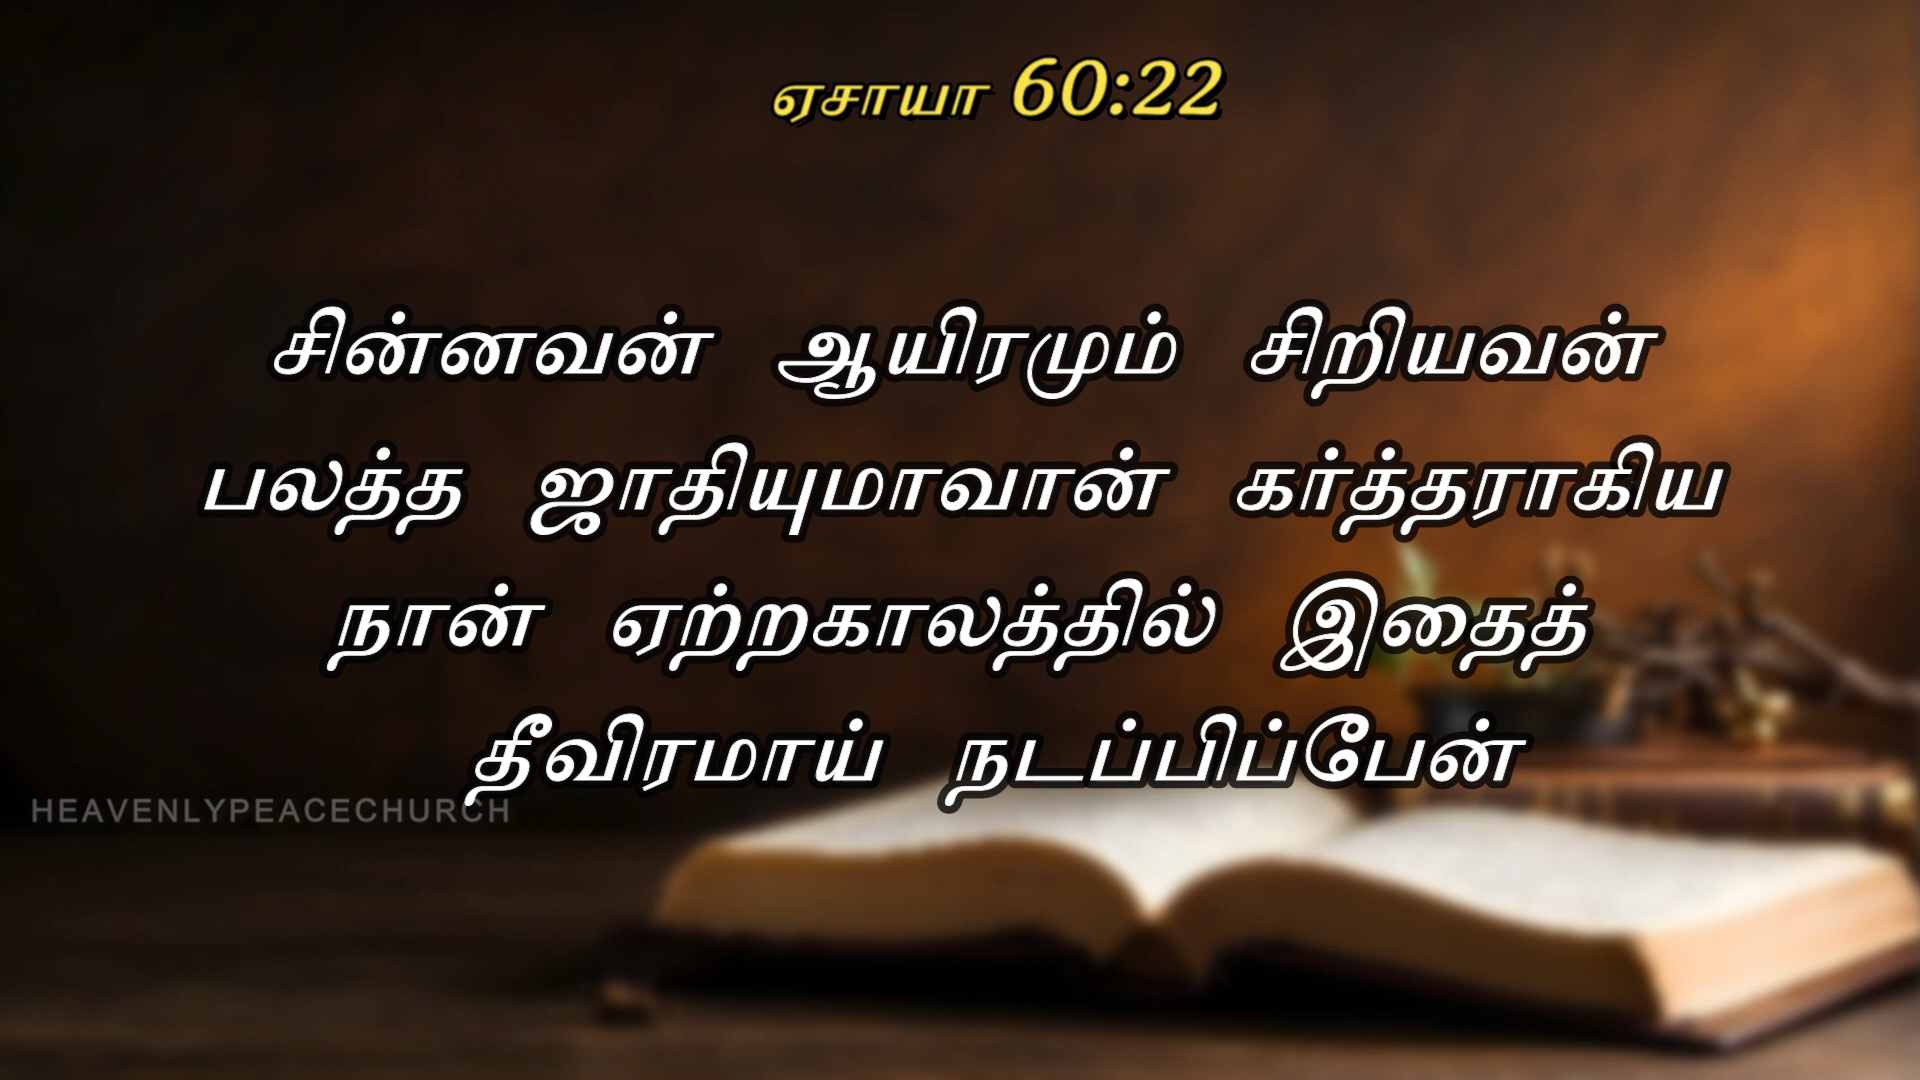 ஏசாயா 60:22
சின்னவன் ஆயிரமும் சிறியவன்
பலத்த ஜாதியுமாவான் கர்த்தராகிய
நான் ஏற்றகாலத்தில் இதைத்
தீவிரமாய் நடப்பிப்பேன்
HEAVENLYPEACECHURCH